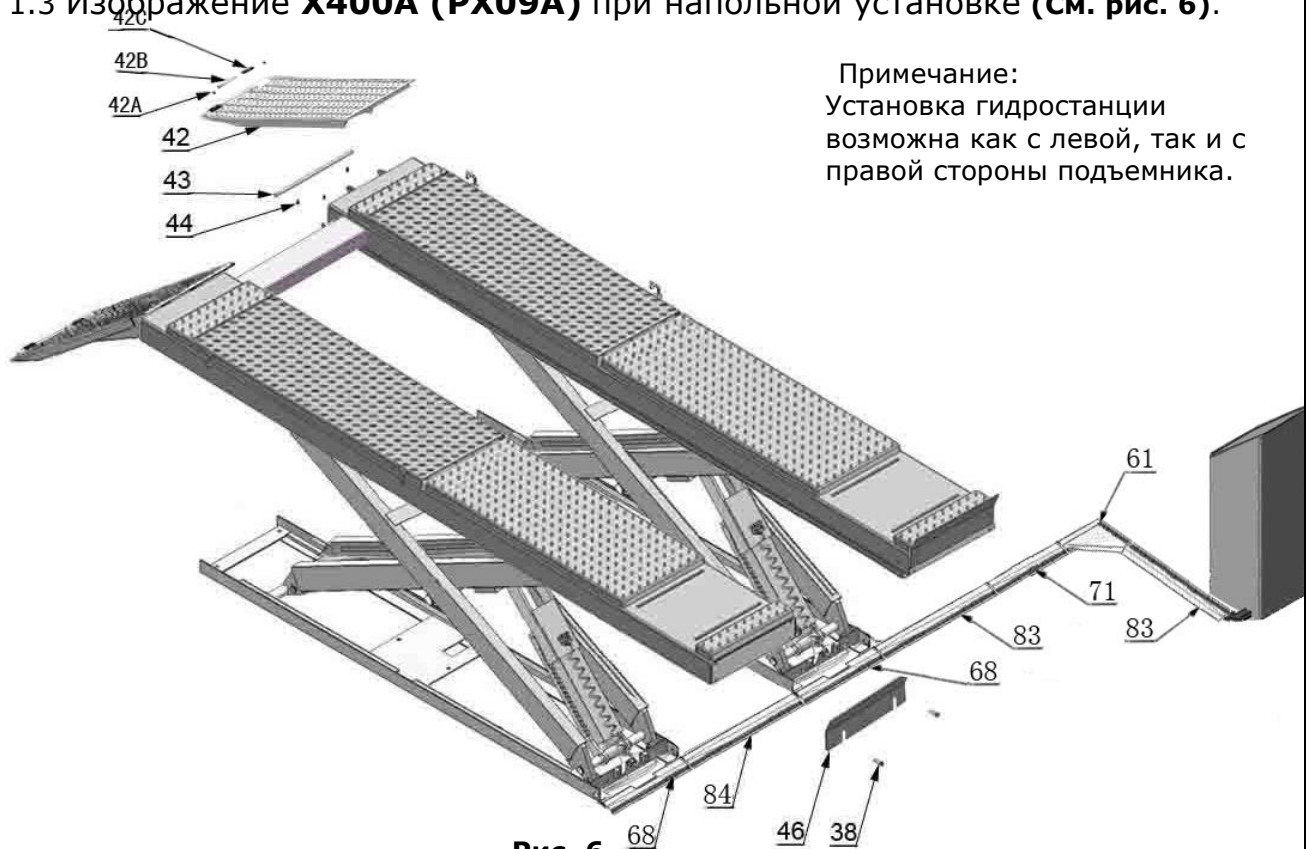 1.3 Изображение X400A (PX09A) при напольной установке (См. рис. 6).
42C
42B
42A
42
43
44
Примечание:
Установка гидростанции
возможна как с левой, так и с
правой стороны подъемника.
61
71
83
83
68
84
68
46
38
Рис. 6